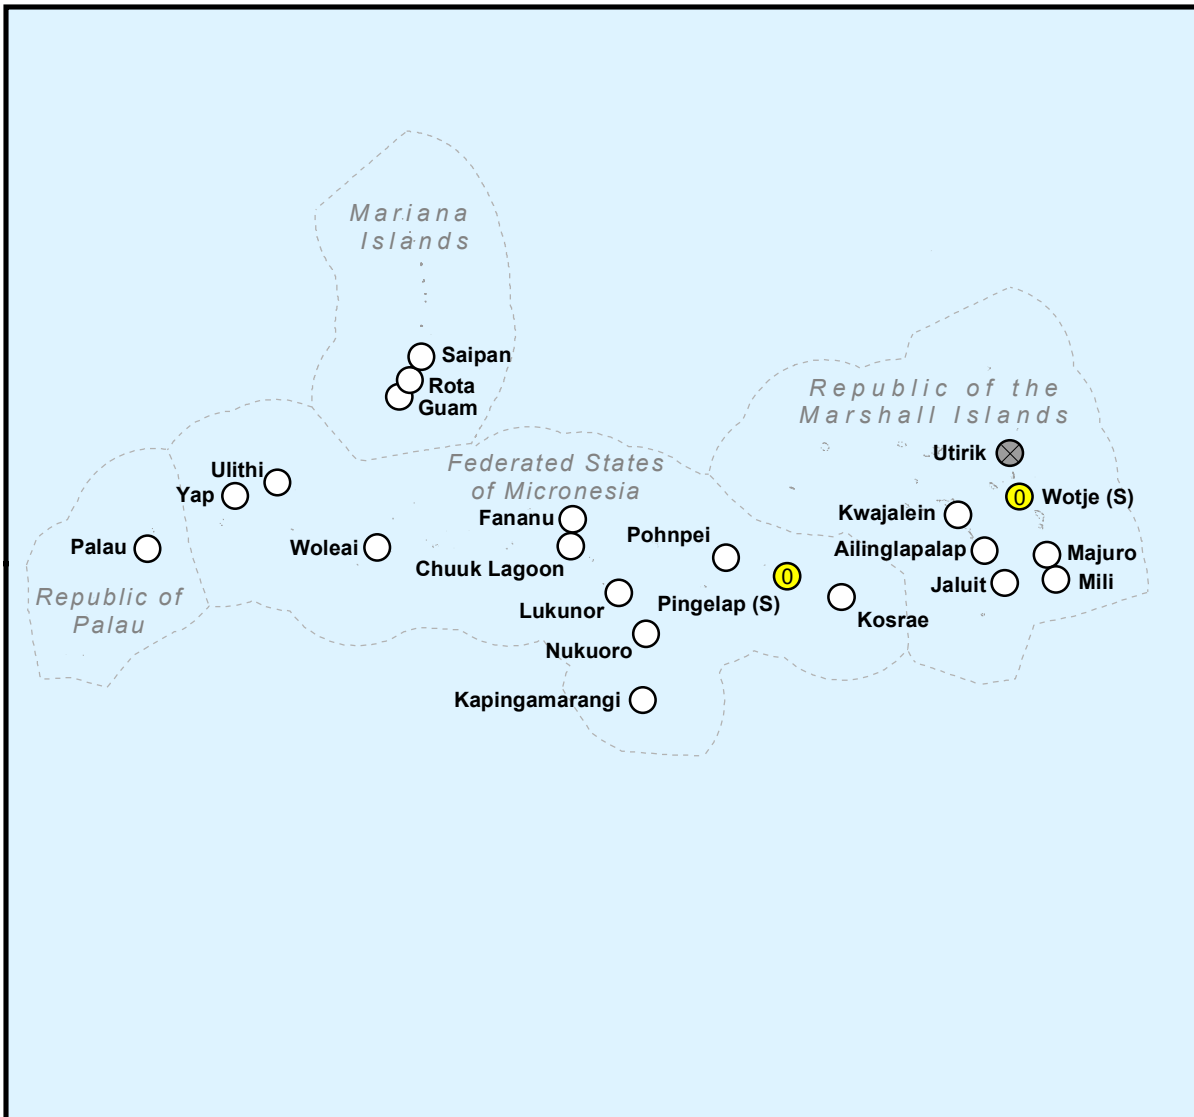 Mariana
Islands
Saipan
Rota
Guam
Republic of the
Marshall Islands
Utirik
Federated States
of Micronesia
Ulithi
Yap
0
Wotje (S)
Kwajalein
Fananu
Pohnpei
Palau
Woleai
Chuuk Lagoon
Ailinglapalap
Majuro
0
Jaluit
Mili
Republic of
Palau
Lukunor
Pingelap (S)
Kosrae
Nukuoro
Kapingamarangi